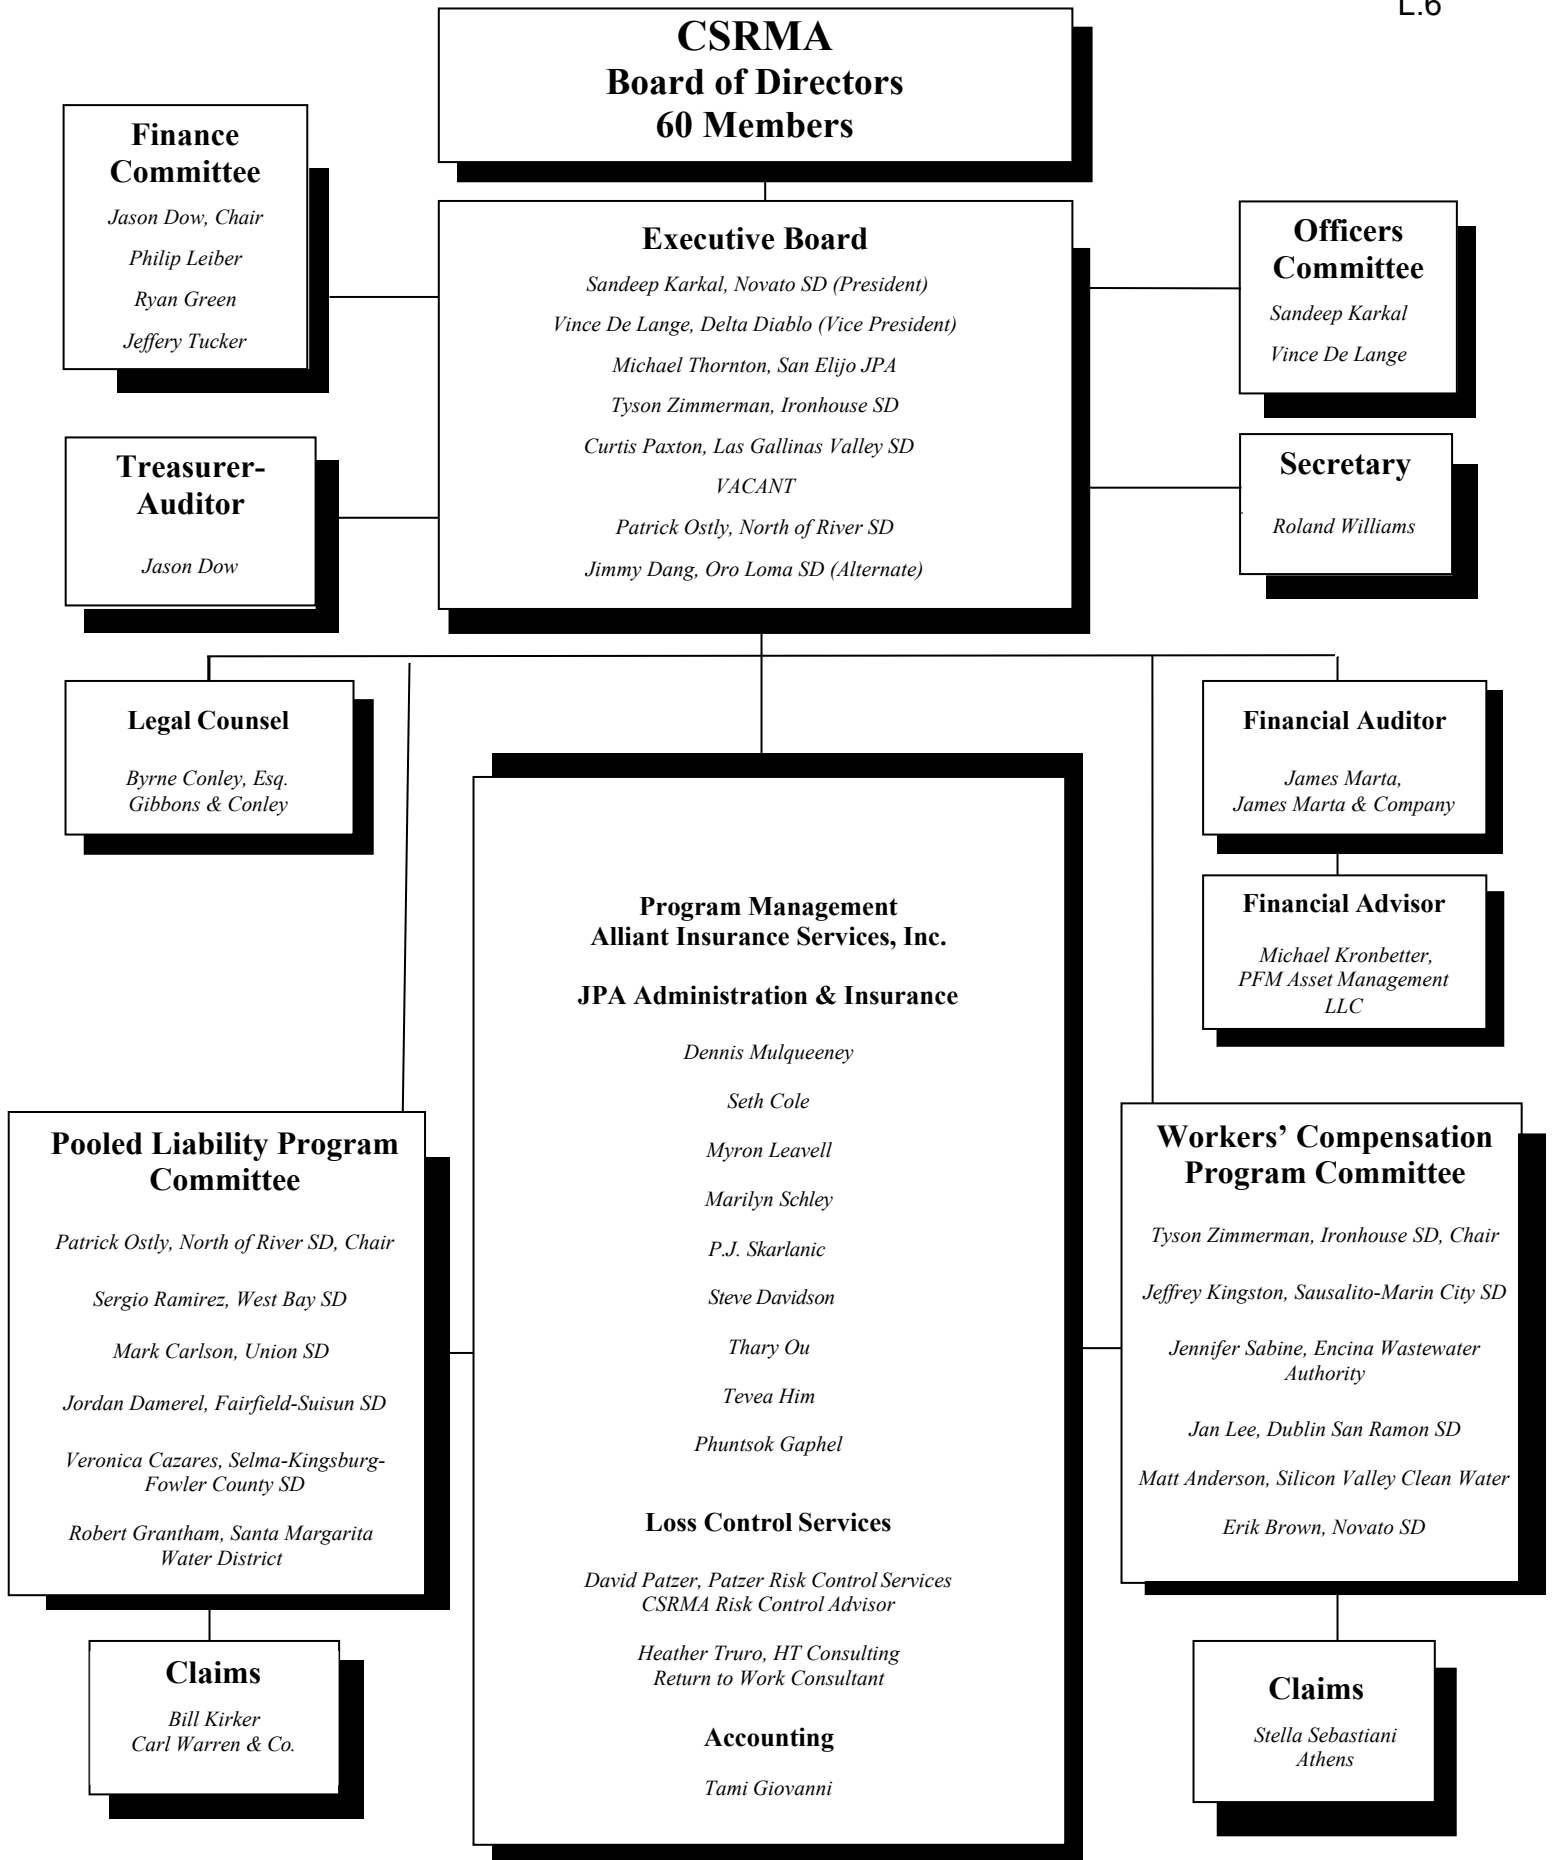 L.6
CSRMA
Board of Directors
60 Members
Finance
Committee
Jason Dow, Chair
Philip Leiber
Ryan Green
Jeffery Tucker
Executive Board
Sandeep Karkal, Novato SD (President)
Vince De Lange, Delta Diablo (Vice President)
Michael Thornton, San Elijo JPA
Tyson Zimmerman, Ironhouse SD
Curtis Paxton, Las Gallinas Valley SD
VACANT
Patrick Ostly, North of River SD
Jimmy Dang, Oro Loma SD (Alternate)
Officers
Committee
Sandeep Karkal
Vince De Lange
Treasurer-
Auditor
Jason Dow
Secretary
Roland Williams
Legal Counsel
Byrne Conley, Esq.
Gibbons & Conley
Financial Auditor
James Marta,
James Marta & Company
Financial Advisor
Michael Kronbetter,
PFM Asset Management
LLC
Program Management
Alliant Insurance Services, Inc.
JPA Administration & Insurance
Dennis Mulqueeney
Seth Cole
Myron Leavell
Marilyn Schley
P.J. Skarlanic
Steve Davidson
Thary Ou
Tevea Him
Phuntsok Gaphel
Loss Control Services
David Patzer, Patzer Risk Control Services
CSRMA Risk Control Advisor
Heather Truro, HT Consulting
Return to Work Consultant
Accounting
Tami Giovanni
Pooled Liability Program
Committee
Patrick Ostly, North of River SD, Chair
Sergio Ramirez, West Bay SD
Mark Carlson, Union SD
Jordan Damerel, Fairfield-Suisun SD
Veronica Cazares, Selma-Kingsburg-
Fowler County SD
Robert Grantham, Santa Margarita
Water District
Workers’ Compensation
Program Committee
Tyson Zimmerman, Ironhouse SD, Chair
Jeffrey Kingston, Sausalito-Marin City SD
Jennifer Sabine, Encina Wastewater
Authority
Jan Lee, Dublin San Ramon SD
Matt Anderson, Silicon Valley Clean Water
Erik Brown, Novato SD
Claims
Bill Kirker
Carl Warren & Co.
Claims
Stella Sebastiani
Athens